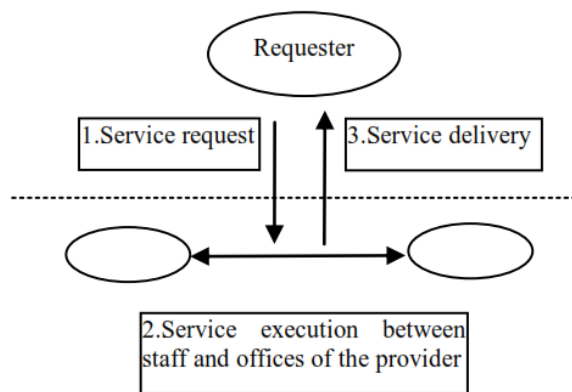 Requester
1.Service request
3.Service delivery
2.Service execution between
staff and offices of the provider